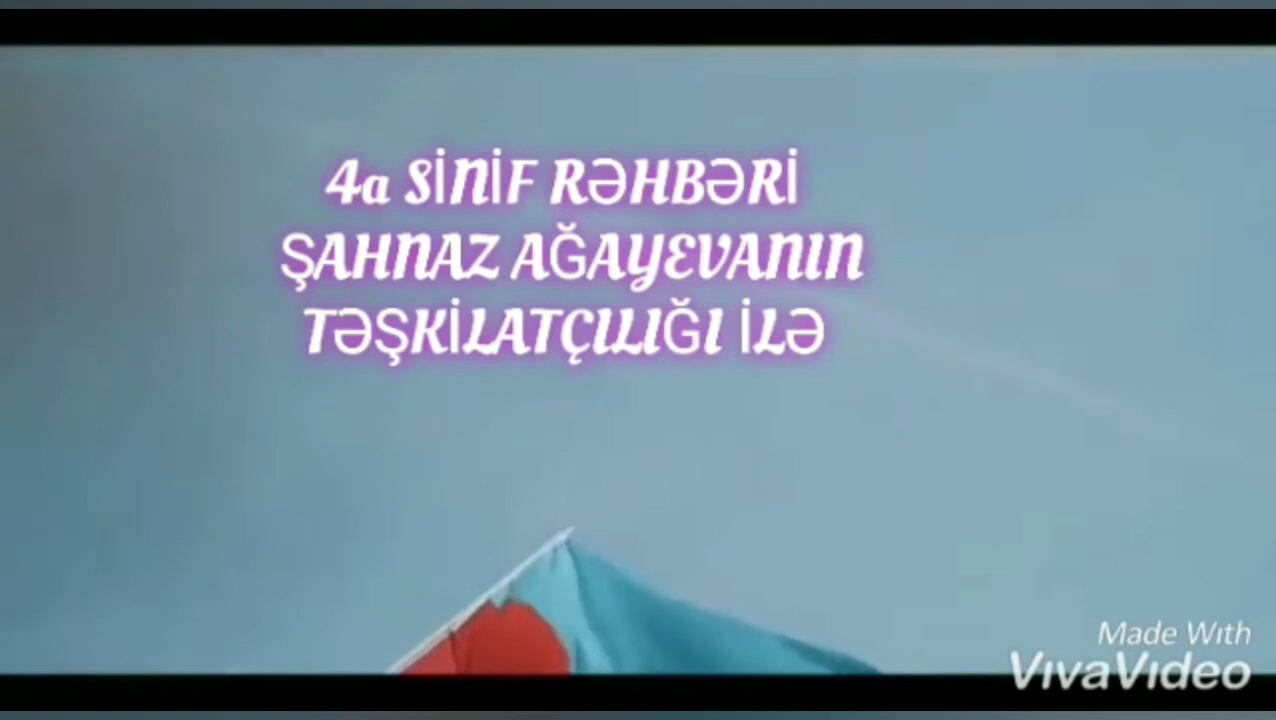 4a SİNİF RƏHBƏRİ
ŞAHNAZ AĞAYEVANIN
TƏŞKİLATÇILIĞI İLƏ
Made With
VivaVideo